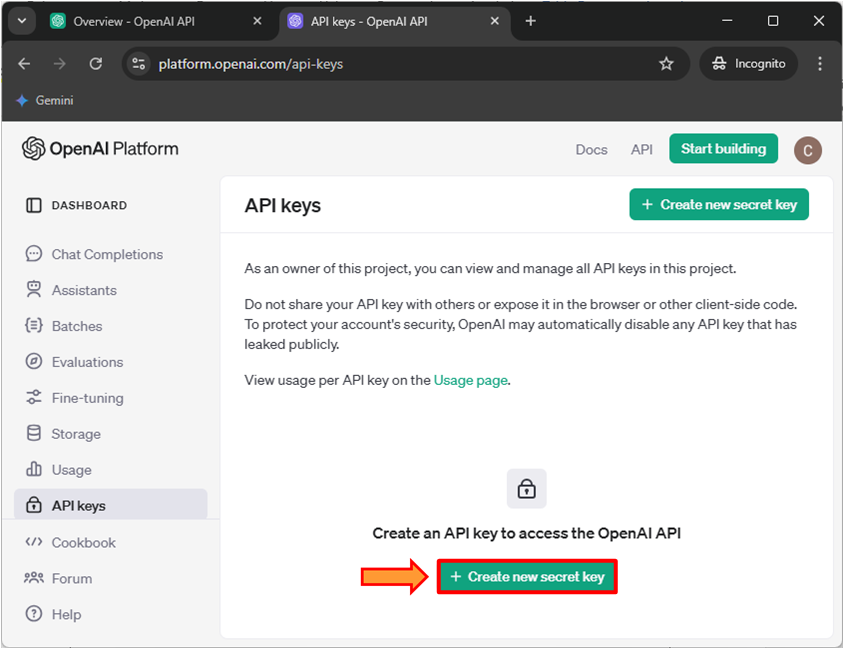 Overview - OpenAI API
API keys - OpenAI API
platform.openai.com/api-keys
Incognito
Gemini
OpenAI Platform
Docs
API
Start building
C
DASHBOARD
Chat Completions
Assistants
Batches
Evaluations
Fine-tuning
Storage
Usage
API keys
Cookbook
Forum
Help
API keys
+ Create new secret key
As an owner of this project, you can view and manage all API keys in this project.
Do not share your API key with others or expose it in the browser or other client-side code.
To protect your account's security, OpenAI may automatically disable any API key that has
leaked publicly.
View usage per API key on the Usage page.
Create an API key to access the OpenAI API
+ Create new secret key